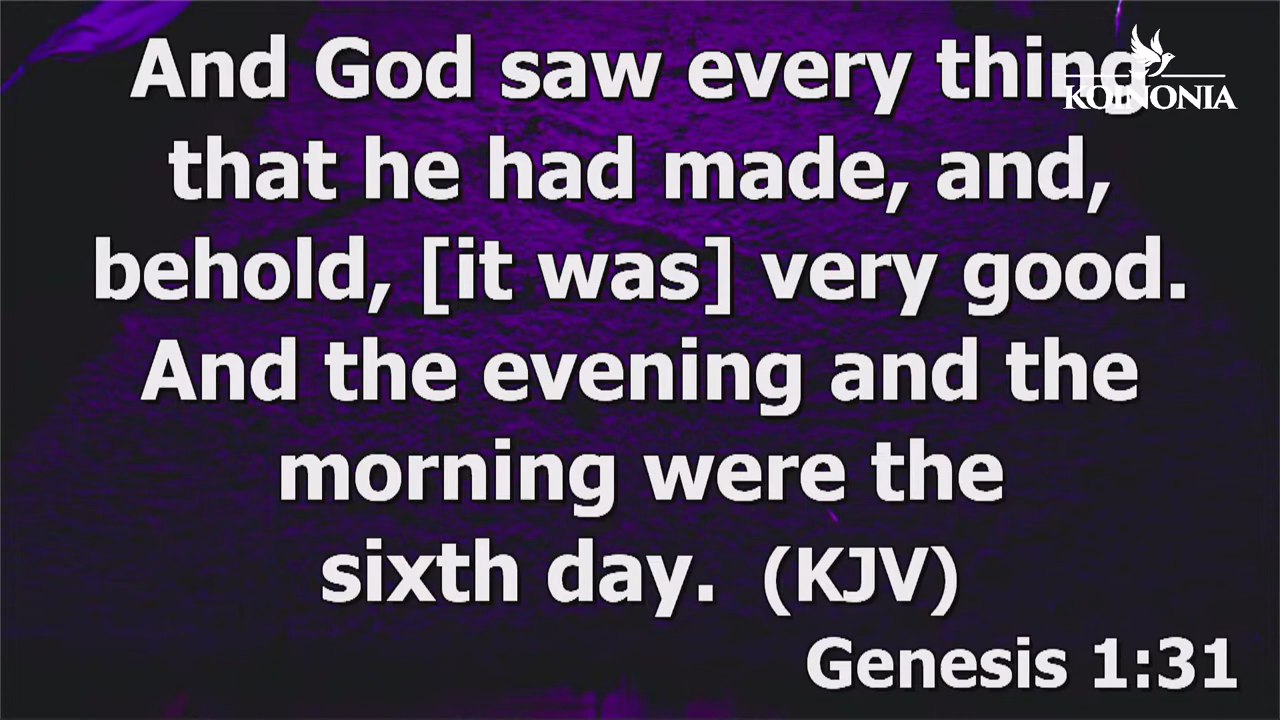 And God saw every thing
KOINONIA
that he had made, and,
behold, [it was] very good.
And the evening and the
morning were the
sixth day. (KJV)
Genesis 1:31